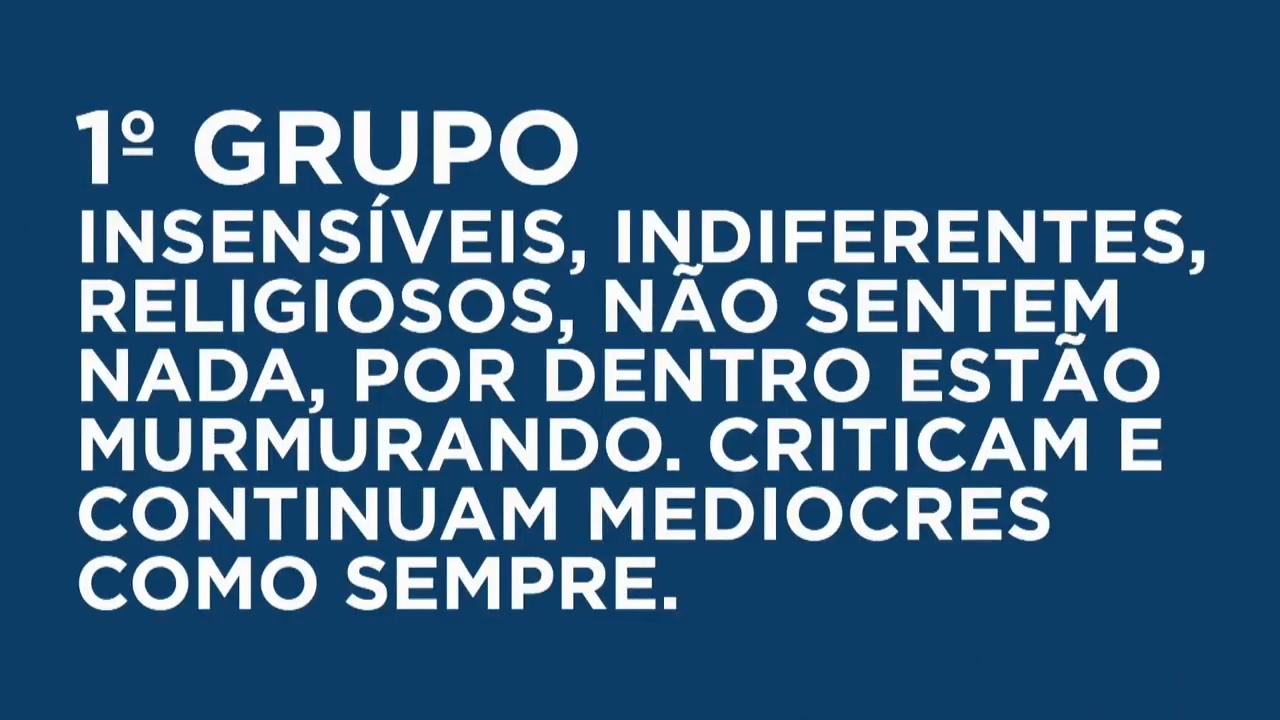 1º GRUPO
INSENSÍVEIS, INDIFERENTES,
RELIGIOSOS, NÃO SENTEM
NADA, POR DENTRO ESTÃO
MURMURANDO. CRITICAM E
CONTINUAM MEDIOCRES
COMO SEMPRE.